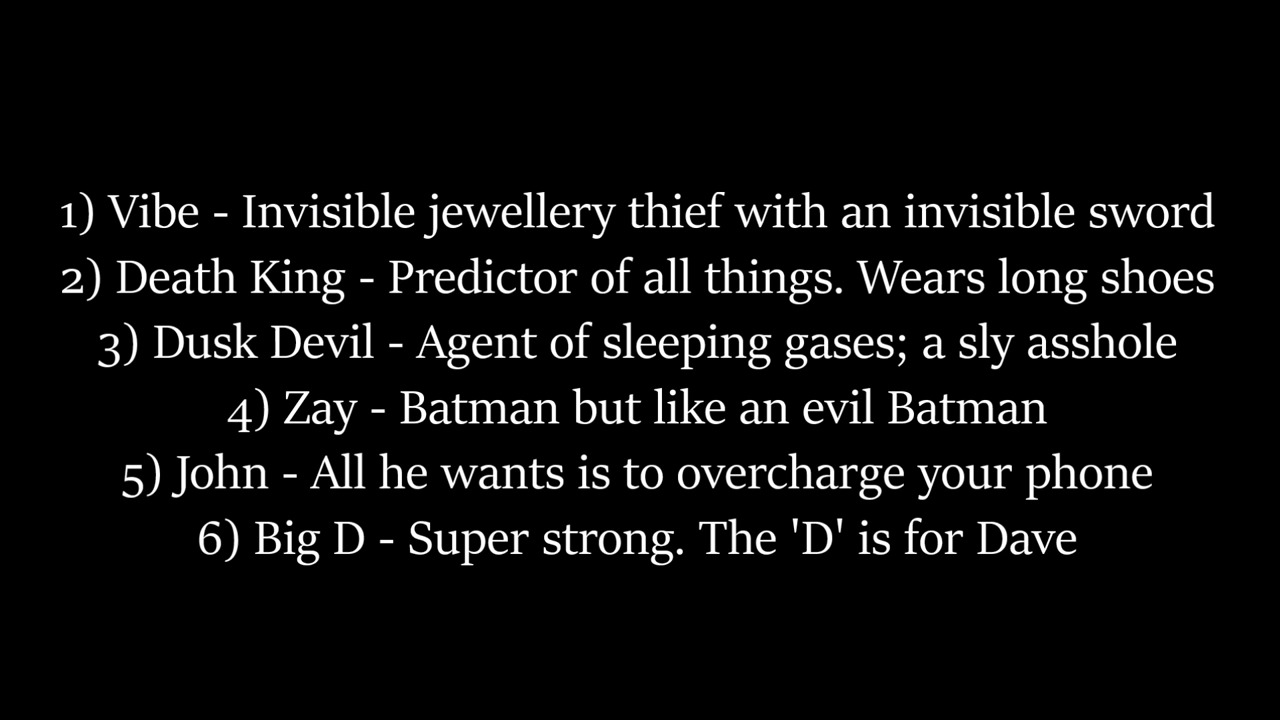 1) Vibe - Invisible jewellery thief with an invisible sword
2) Death King - Predictor of all things. Wears long shoes
3) Dusk Devil - Agent of sleeping gases; a sly asshole
4) Zay - Batman but like an evil Batman
5) John - All he wants is to overcharge your phone
6) Big D - Super strong. The 'D' is for Dave